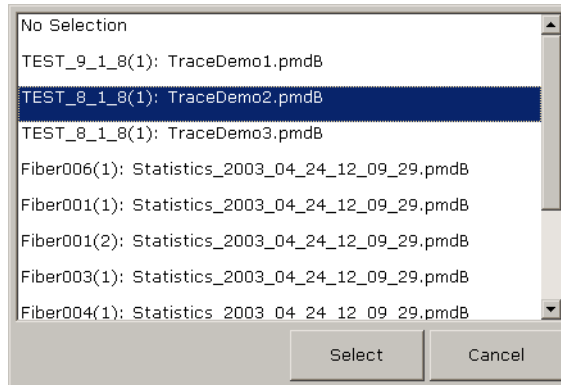 No Selection
TEST_9_1_8(1): TraceDemo1.pmdB
TEST_8_1_8(1): TraceDemo2.pmdB
TEST_8_1_8(1): TraceDemo3.pmdB
Fiber006(1): Statistics_2003_04_24_12_09_29.pmdB
Fiber001(1): Statistics_2003_04_24_12_09_29.pmdB
Fiber001(2): Statistics_2003_04_24_12_09_29.pmdB
Fiber003(1): Statistics_2003_04_24_12_09_29.pmdB
Fiber004(1): Statistics_2003_04_24_12_09_29.pmdB
Select Cancel